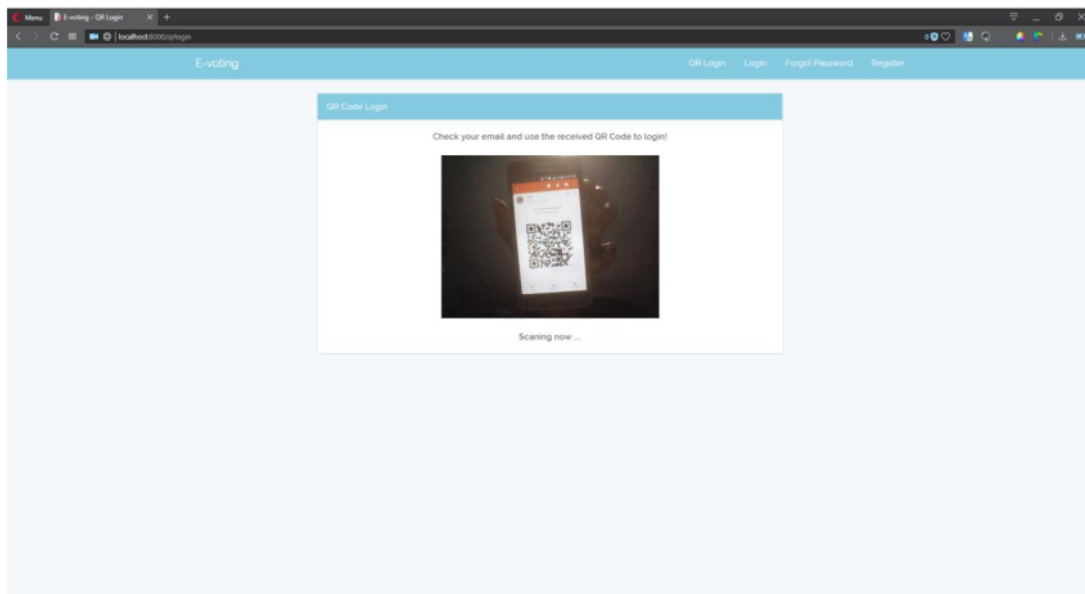 Menu E-voting - QR Login
localhost:8000/qrlogin
E-voting QR Login Login Forgot Password Register
QR Code Login
Check your email and use the received QR Code to login!
Scaning now ...